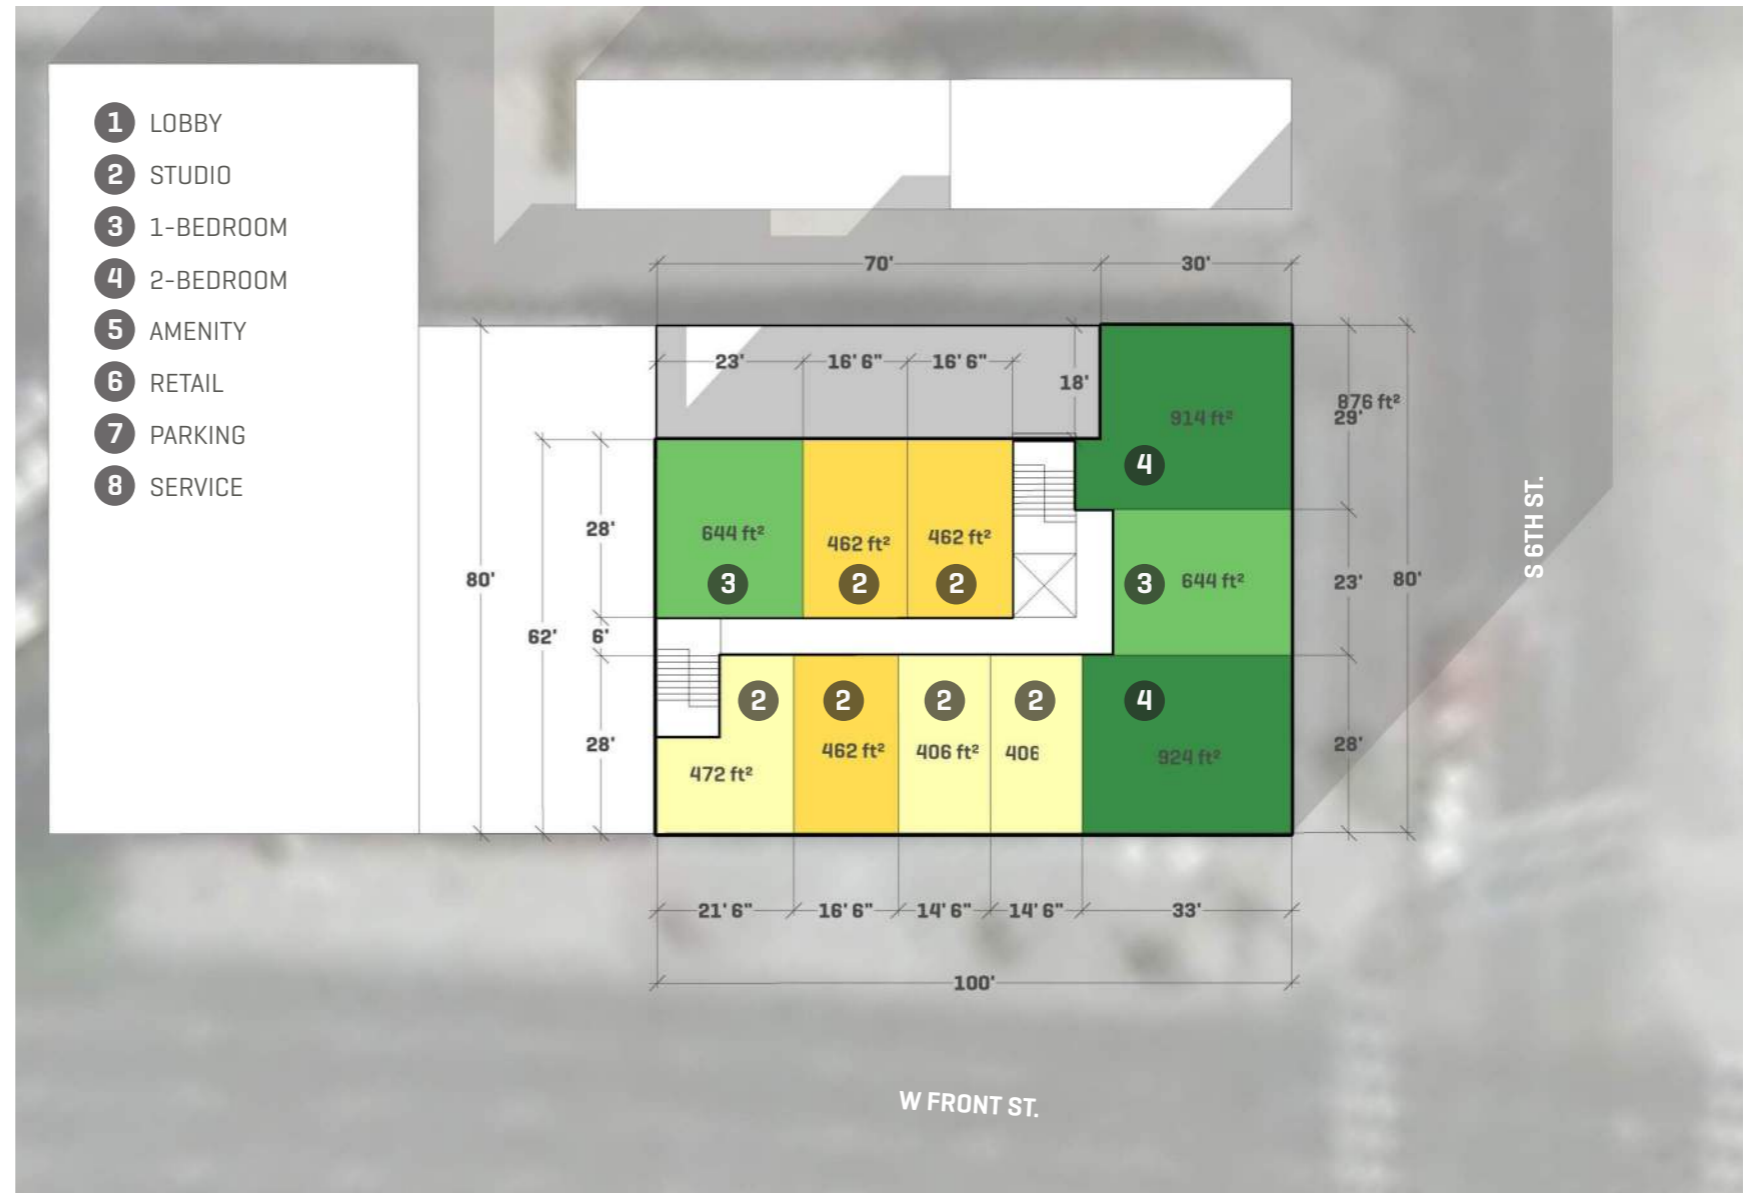 1 LOBBY
2 STUDIO
3 1-BEDROOM
4 2-BEDROOM
5 AMENITY
6 RETAIL
7 PARKING
8 SERVICE
70' 30'
23' 16' 6" 16' 6" 18'
914 ft²
4
876 ft²
29'
28'
644 ft²
3
462 ft²
2
462 ft²
2
3 644 ft²
23' 80'
80'
62' 6'
28'
2 2 2 2 4
472 ft² 462 ft² 406 ft² 406 924 ft²
28'
21' 6" 16' 6" 14' 6" 14' 6" 33'
100'
S 6TH ST.
W FRONT ST.